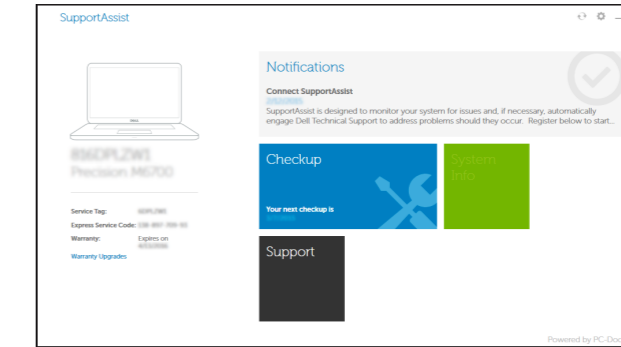 SupportAssist
Notifications
Connect SupportAssist
SupportAssist is designed to monitor your system for issues and, if necessary, automatically
engage Dell Technical Support to address problems should they occur. Register below to start...
Precision M6700
Service Tag:
Express Service Code:
Warranty: Expires on
Warranty Upgrades
Checkup
Your next checkup is
System
Info
Support
Powered by PC-Doc